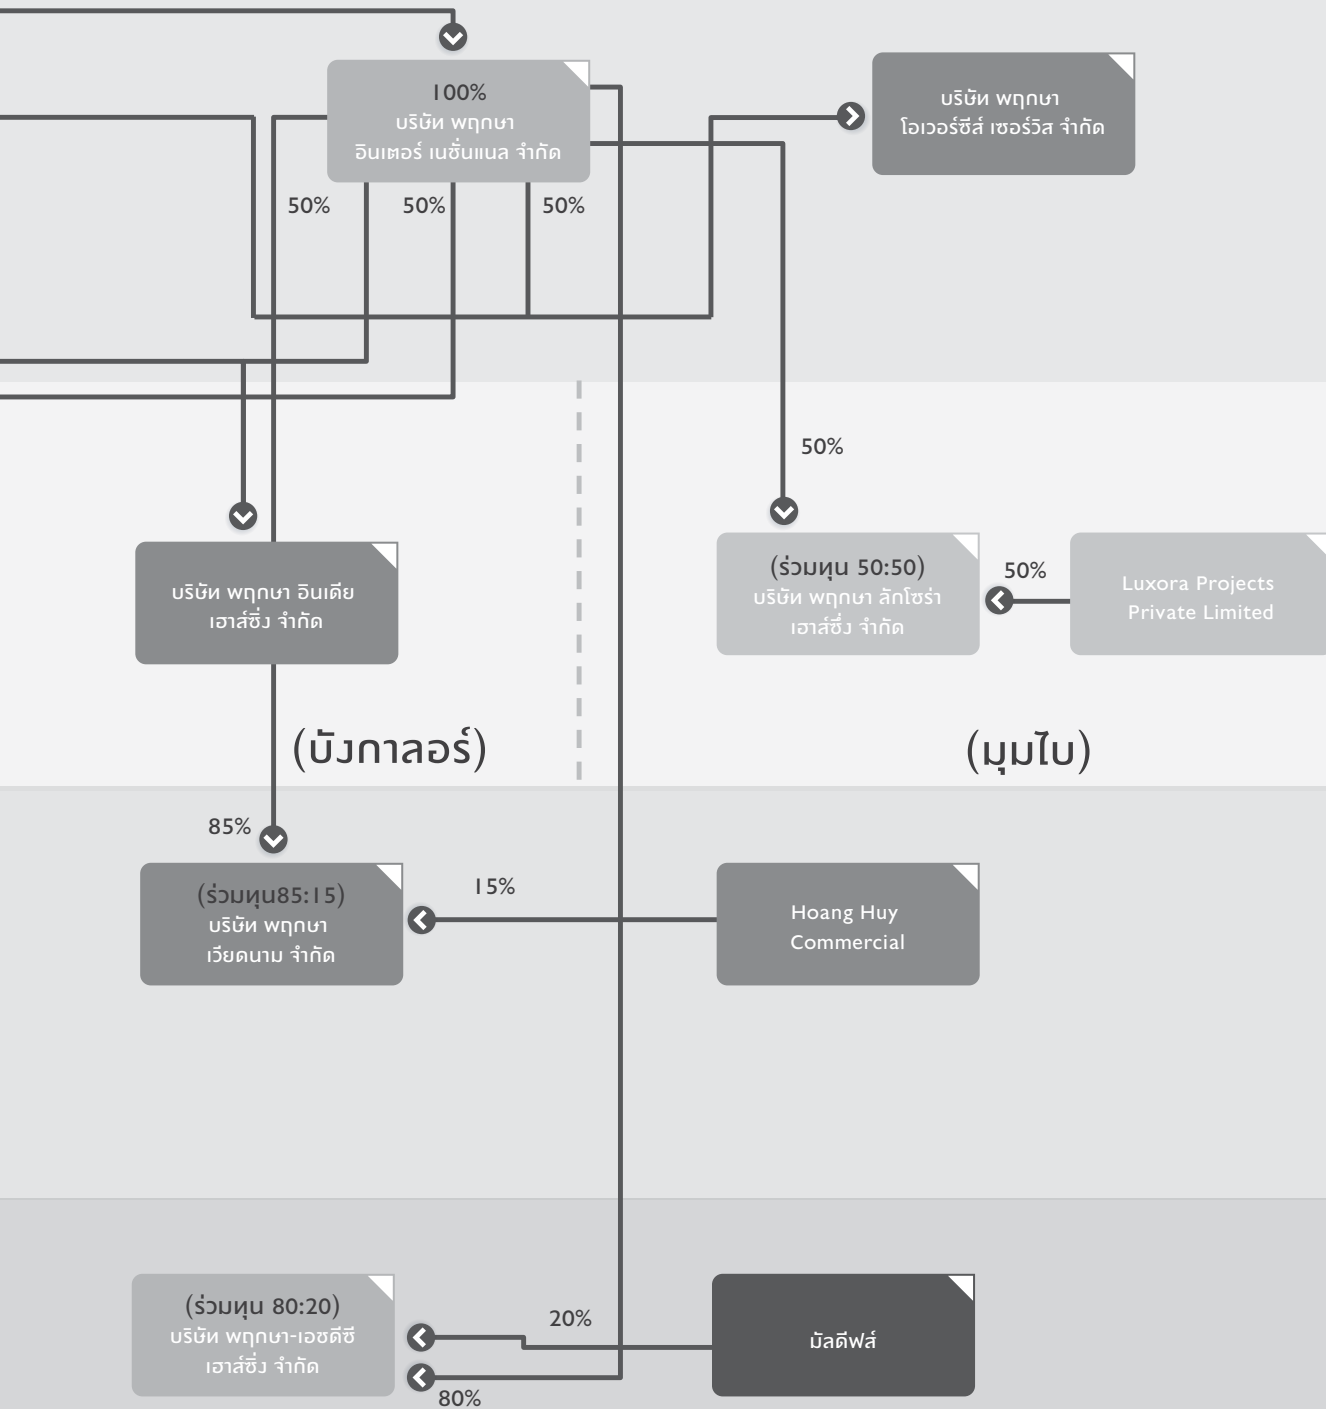 100%
บริษัท พฤกษา
อินเตอร์ เนชั่นแนล จำกัด
บริษัท พฤกษา
โอเวอร์ซีส์ เซอร์วิส จำกัด
50%
50%
50%
50%
บริษัท พฤกษา อินเดีย
เฮาส์ซิ่ง จำกัด
(ร่วมทุน 50:50)
บริษัท พฤกษา ลักโซร่า
เฮาส์ซึ่ง จำกัด
50%
Luxora Projects
Private Limited
(บังกาลอร์)
(มุมไบ)
85%
(ร่วมทุน85:15)
บริษัท พฤกษา
เวียดนาม จำกัด
15%
Hoang Huy
Commercial
(ร่วมทุน 80:20)
บริษัท พฤกษา-เอชดีซี
เฮาส์ซิ่ง จำกัด
20%
80%
มัลดีฟส์